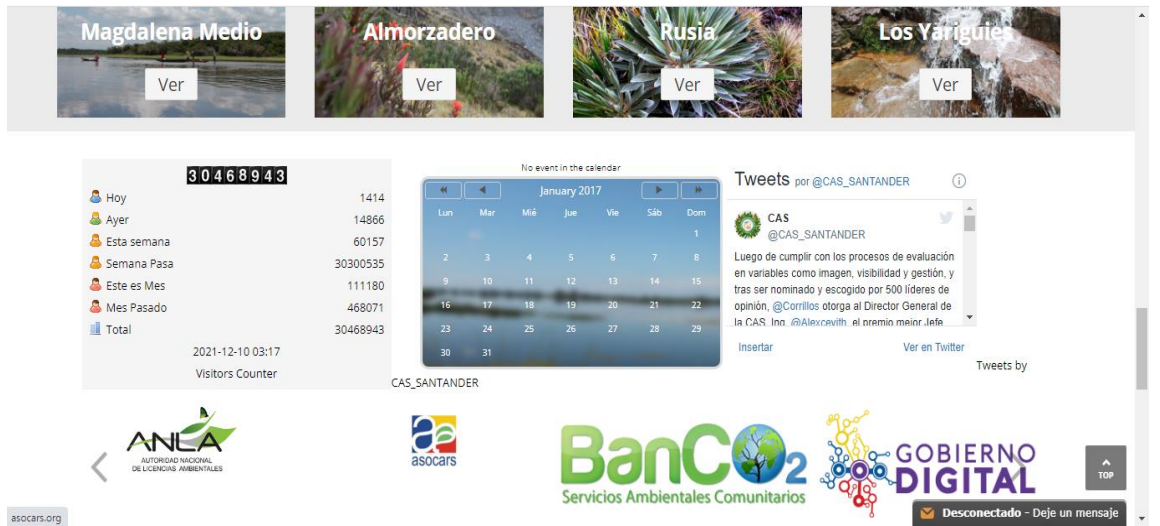 Magdalena Medio
Ver
Almorzadero
Ver
Rusia
Ver
Los Yariguies
Ver
30468943
Hoy 1414
Ayer 14866
Esta semana 60157
Semana Pasa 30300535
Este es Mes 111180
Mes Pasado 468071
Total 30468943
2021-12-10 03:17
Visitors Counter
No event in the calendar
January 2017
Lun Mar Mié Jue Vie Sáb Dom
1
2 3 4 5 6 7 8
9 10 11 12 13 14 15
16 17 18 19 20 21 22
23 24 25 26 27 28 29
30 31
Tweets por @CAS_SANTANDER
CAS
@CAS_SANTANDER
Luego de cumplir con los procesos de evaluación
en variables como imagen, visibilidad y gestión, y
tras ser nominado y escogido por 500 líderes de
opinión, @Corrillos otorga al Director General de
la CAS, Ing. @Alexcevith, el premio mejor Jefe
Insertar
Ver en Twitter
Tweets by
CAS_SANTANDER
ANLA
AUTORIDAD NACIONAL
DE LICENCIAS AMBIENTALES
asocars
BanCO2
Servicios Ambientales Comunitarios
GOBIERNO
DIGITAL
TOP
Desconectado - Deje un mensaje
asocars.org